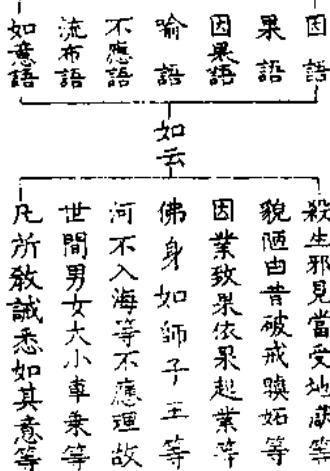 因語
果語
因果語
喻語
不應語
流布語
如意語
如云
殺生邪見當受地獄等
貌陋由昔破戒瞋妬等
因業致果依果起業等
佛身如師子王等
河不入海等不應理故
世間男女大小車乗等
凡所敎誡悉如其意等